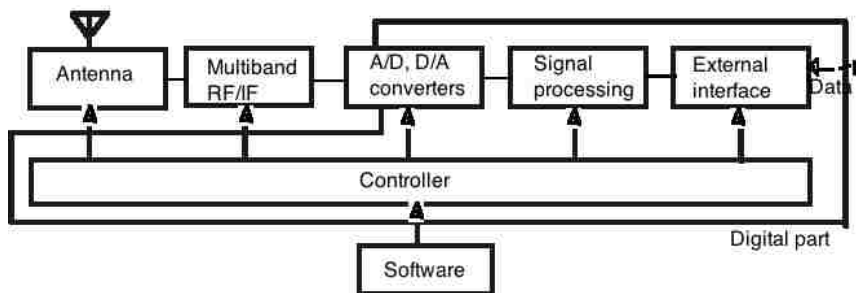 Antenna
Multiband
RF/IF
A/D, D/A
converters
Signal
processing
External
interface
Data
Controller
Digital part
Software